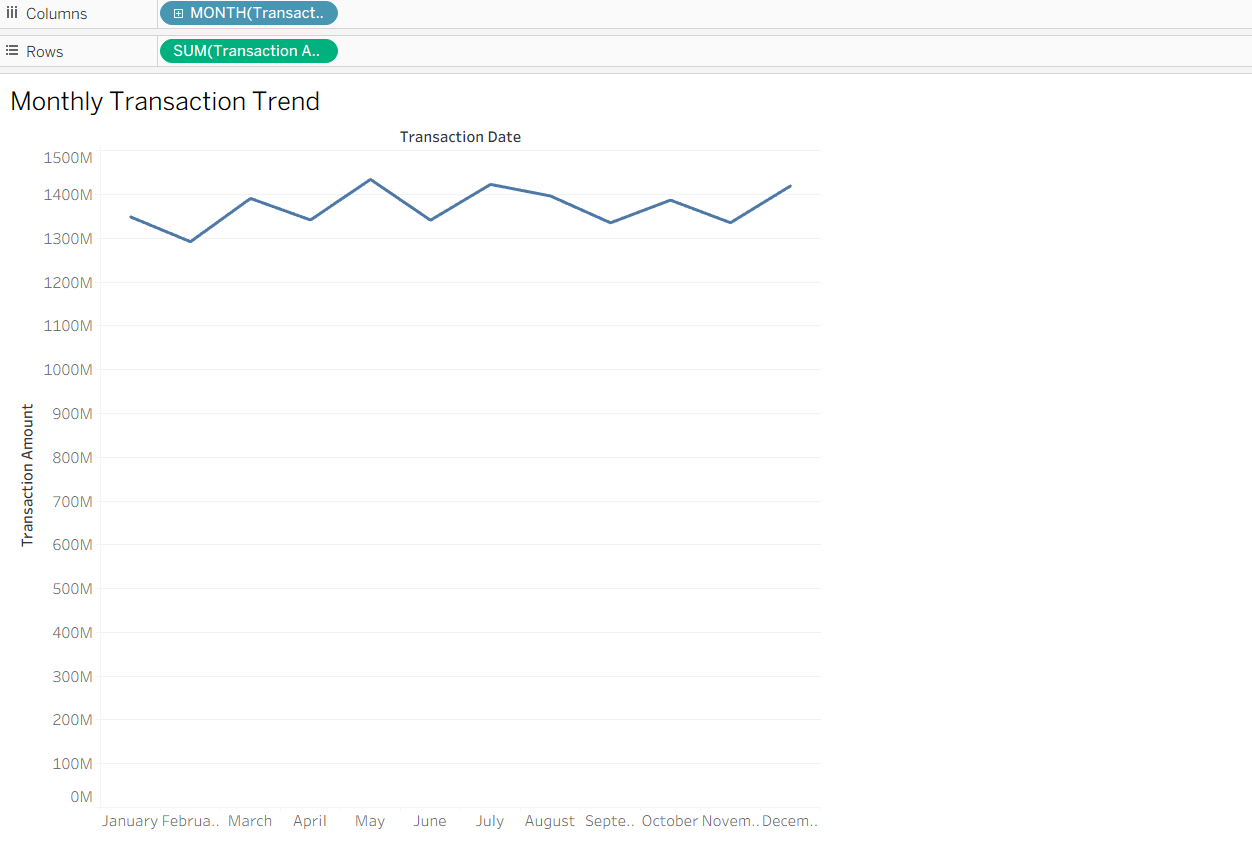 Columns
MONTH(Transact..
Rows
SUM(Transaction A..
Monthly Transaction Trend
Transaction Date
1500M
1400M
1300M
1200M
1100M
1000M
900M
800M
700M
600M
500M
400M
300M
200M
100M
0M
Transaction Amount
January Februa.. March April May June July August Septe.. October Novem.. Decem..